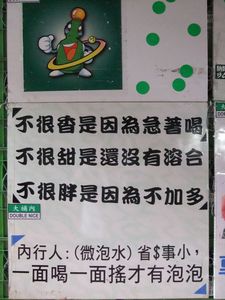 不很香是因為急著喝
不很甜是還沒有溶合
不很胖是因為不加多
大桶內
DOUBLE NICE
內行人:(微泡水)省$事小,
一面喝一面搖才有泡泡